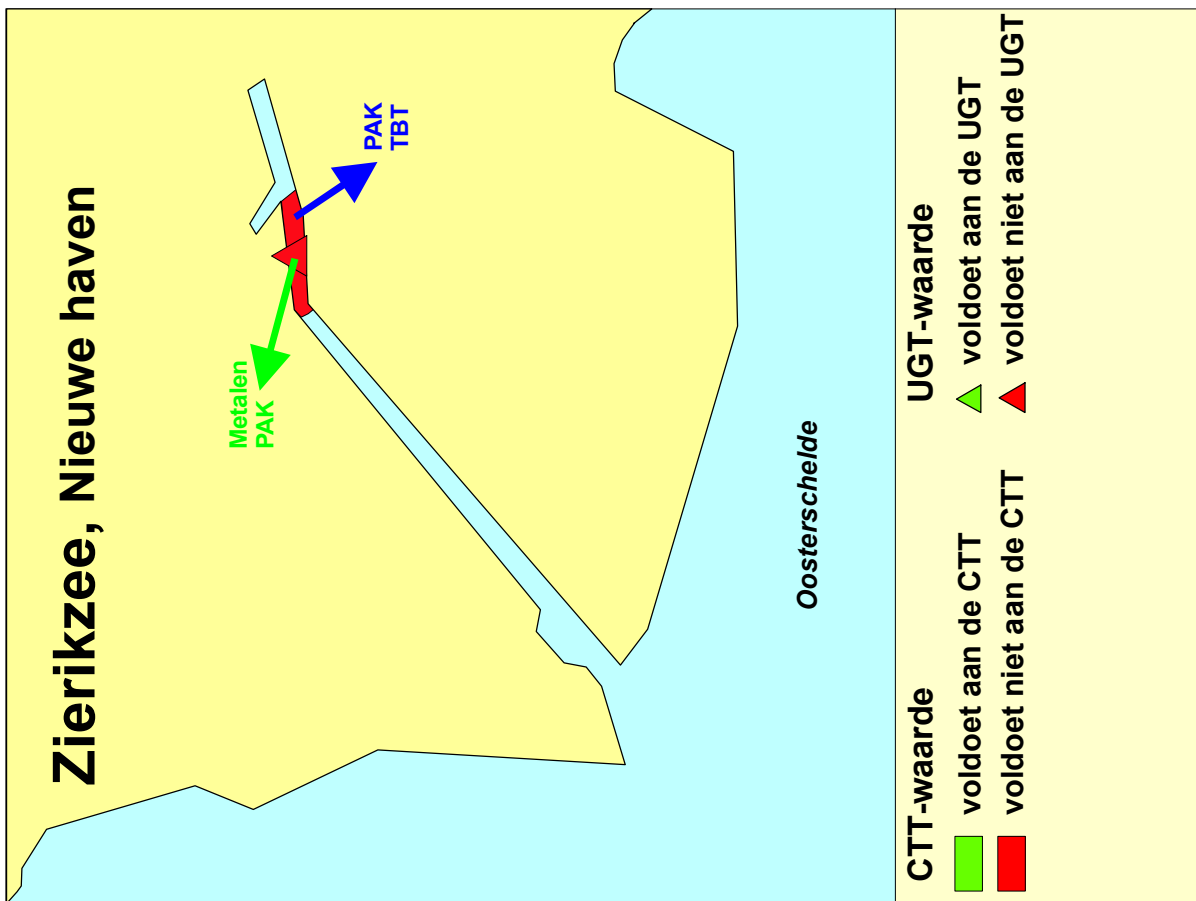 Zierikzee, Nieuwe haven
Metalen
PAK
PAK
TBT
Oosterschelde
CTT-waarde
voldoet aan de CTT
voldoet niet aan de CTT
UGT-waarde
voldoet aan de UGT
voldoet niet aan de UGT